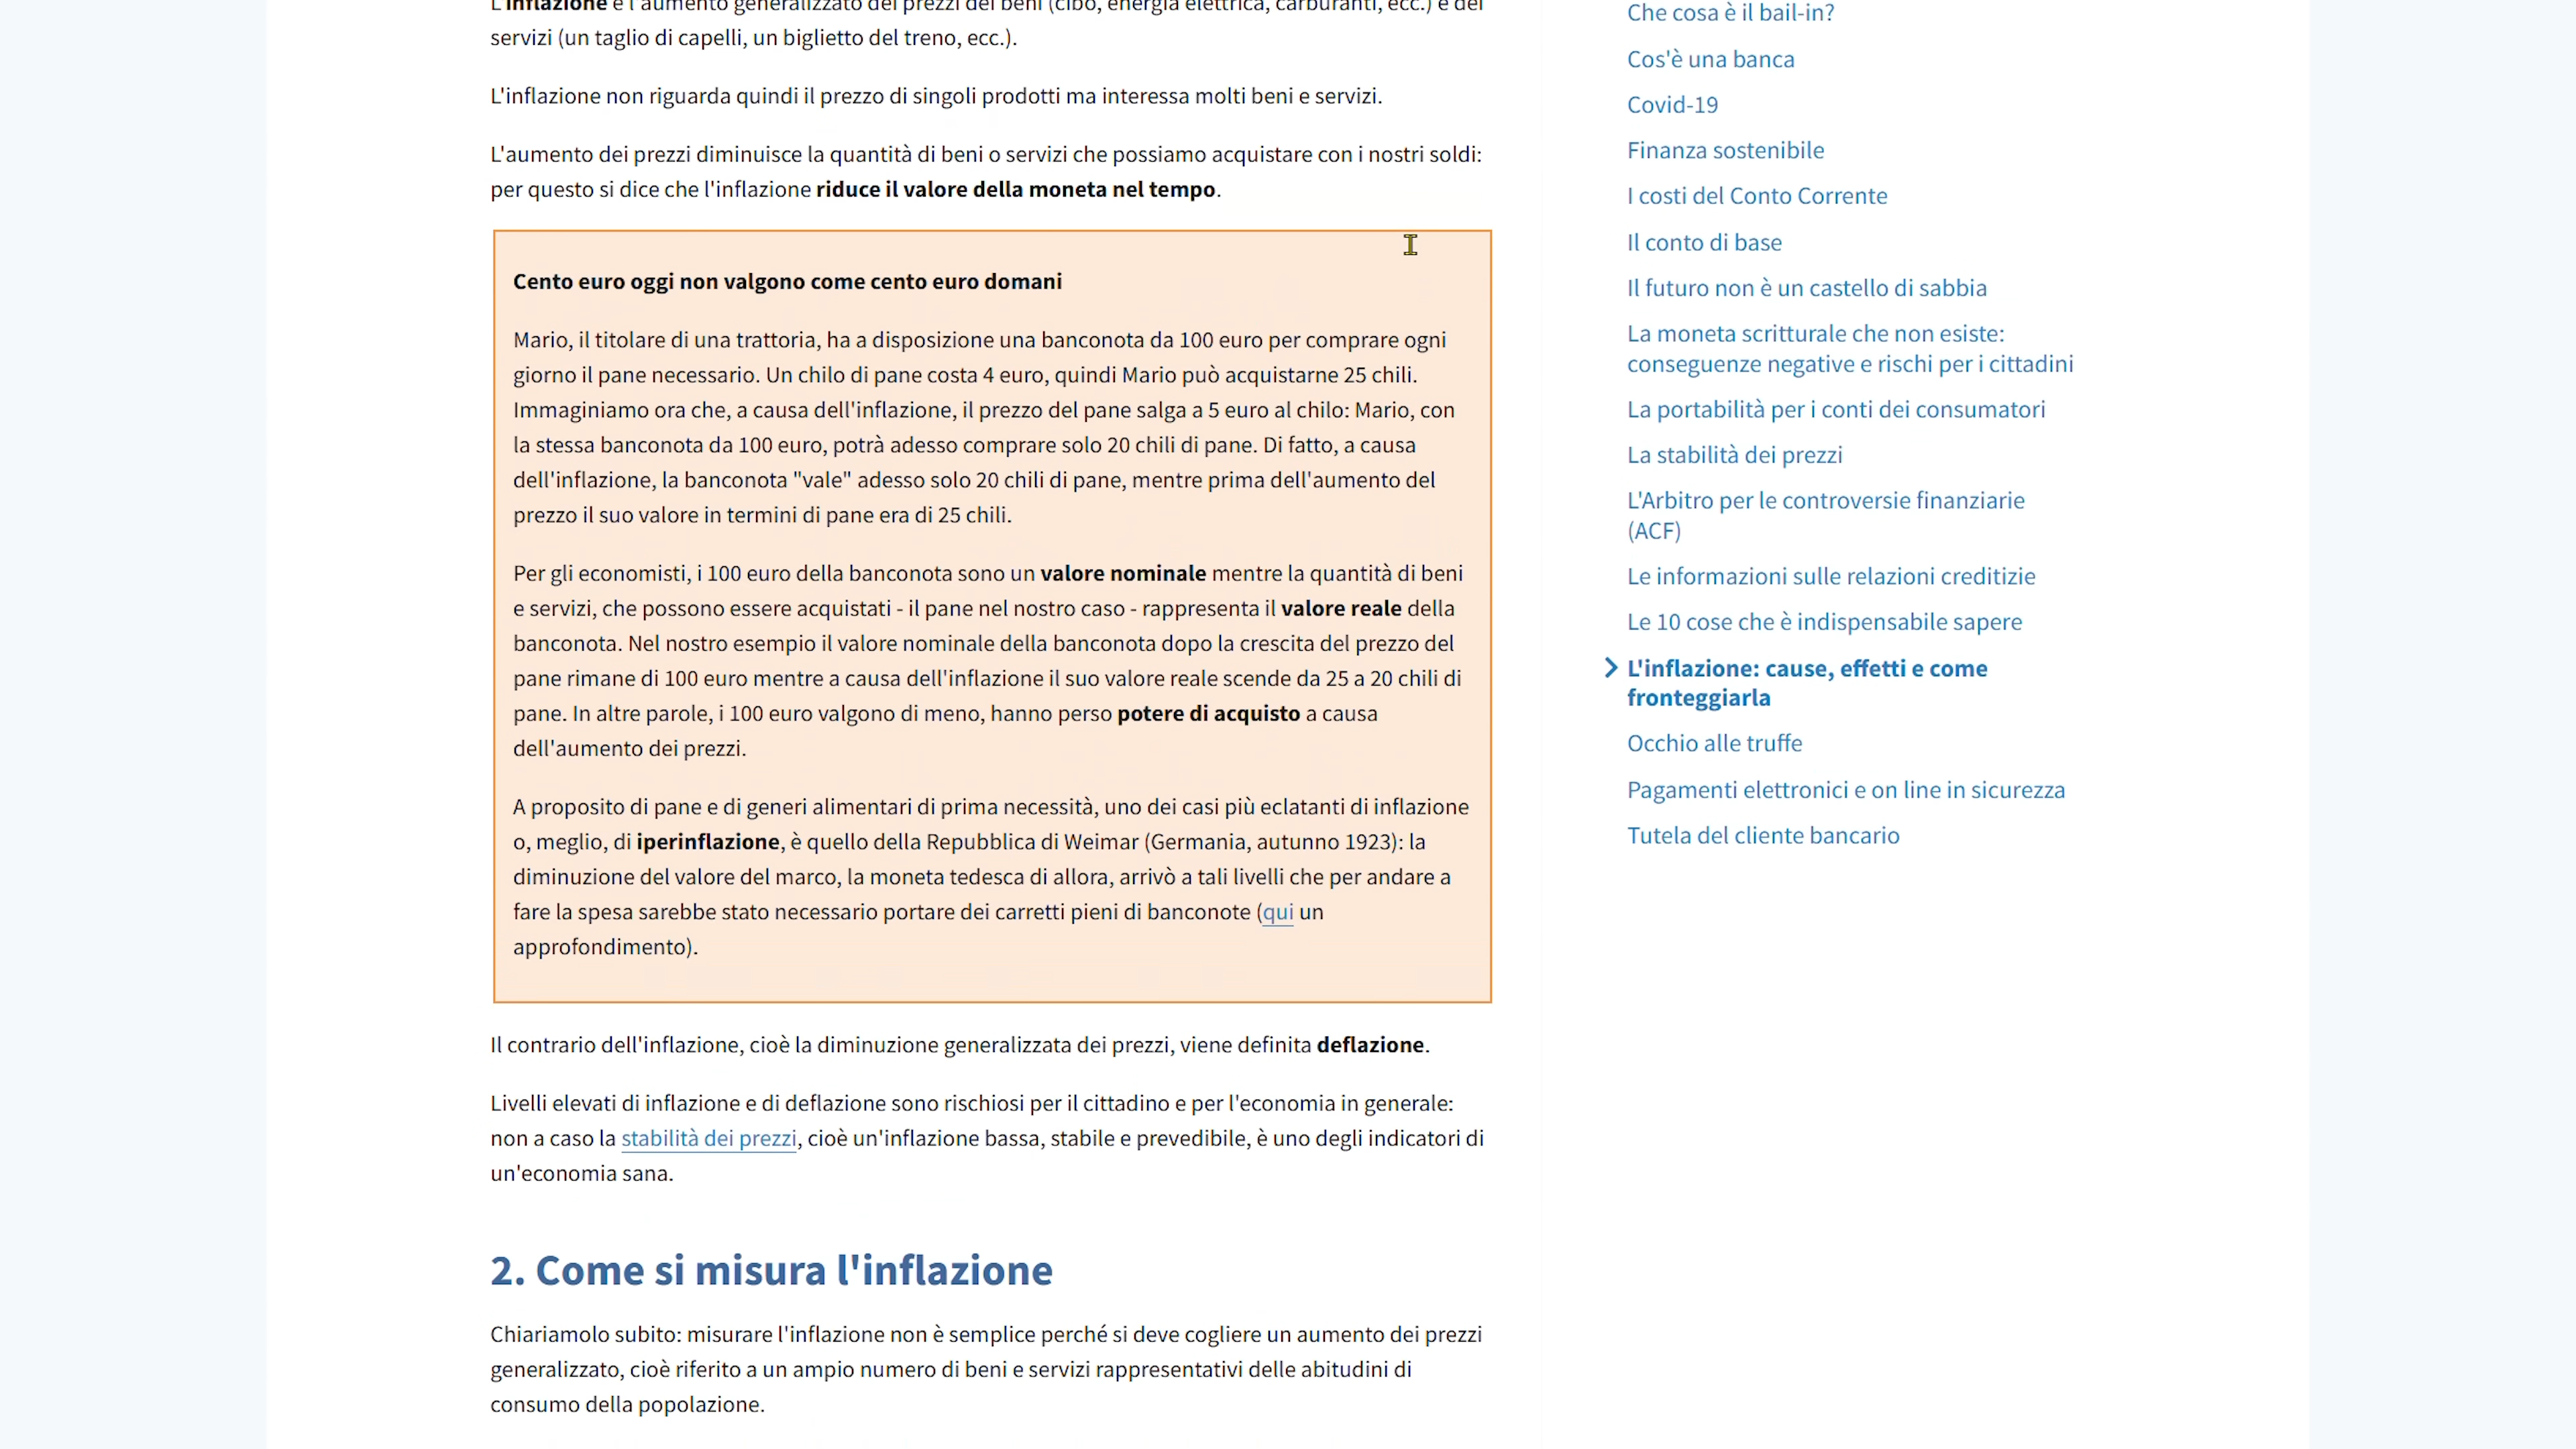 L'inflazione è l'aumento generalizzato dei prezzi dei beni (cibo, energia elettrica, carburanti, ecc.) e dei
servizi (un taglio di capelli, un biglietto del treno, ecc.).
L'inflazione non riguarda quindi il prezzo di singoli prodotti ma interessa molti beni e servizi.
L'aumento dei prezzi diminuisce la quantità di beni o servizi che possiamo acquistare con i nostri soldi:
per questo si dice che l'inflazione riduce il valore della moneta nel tempo.
Cento euro oggi non valgono come cento euro domani
Mario, il titolare di una trattoria, ha a disposizione una banconota da 100 euro per comprare ogni
giorno il pane necessario. Un chilo di pane costa 4 euro, quindi Mario può acquistarne 25 chili.
Immaginiamo ora che, a causa dell'inflazione, il prezzo del pane salga a 5 euro al chilo: Mario, con
la stessa banconota da 100 euro, potrà adesso comprare solo 20 chili di pane. Di fatto, a causa
dell'inflazione, la banconota "vale" adesso solo 20 chili di pane, mentre prima dell'aumento del
prezzo il suo valore in termini di pane era di 25 chili.
Per gli economisti, i 100 euro della banconota sono un valore nominale mentre la quantità di beni
e servizi, che possono essere acquistati - il pane nel nostro caso - rappresenta il valore reale della
banconota. Nel nostro esempio il valore nominale della banconota dopo la crescita del prezzo del
pane rimane di 100 euro mentre a causa dell'inflazione il suo valore reale scende da 25 a 20 chili di
pane. In altre parole, i 100 euro valgono di meno, hanno perso potere di acquisto a causa
dell'aumento dei prezzi.
A proposito di pane e di generi alimentari di prima necessità, uno dei casi più eclatanti di inflazione
o, meglio, di iperinflazione, è quello della Repubblica di Weimar (Germania, autunno 1923): la
diminuzione del valore del marco, la moneta tedesca di allora, arrivò a tali livelli che per andare a
fare la spesa sarebbe stato necessario portare dei carretti pieni di banconote (qui un
approfondimento).
Il contrario dell'inflazione, cioè la diminuzione generalizzata dei prezzi, viene definita deflazione.
Livelli elevati di inflazione e di deflazione sono rischiosi per il cittadino e per l'economia in generale:
non a caso la stabilità dei prezzi, cioè un'inflazione bassa, stabile e prevedibile, è uno degli indicatori di
un'economia sana.
2. Come si misura l'inflazione
Chiariamolo subito: misurare l'inflazione non è semplice perché si deve cogliere un aumento dei prezzi
generalizzato, cioè riferito a un ampio numero di beni e servizi rappresentativi delle abitudini di
consumo della popolazione.
Che cosa è il bail-in?
Cos'è una banca
Covid-19
Finanza sostenibile
I costi del Conto Corrente
Il conto di base
Il futuro non è un castello di sabbia
La moneta scritturale che non esiste:
conseguenze negative e rischi per i cittadini
La portabilità per i conti dei consumatori
La stabilità dei prezzi
L'Arbitro per le controversie finanziarie
(ACF)
Le informazioni sulle relazioni creditizie
Le 10 cose che è indispensabile sapere
L'inflazione: cause, effetti e come
fronteggiarla
Occhio alle truffe
Pagamenti elettronici e on line in sicurezza
Tutela del cliente bancario